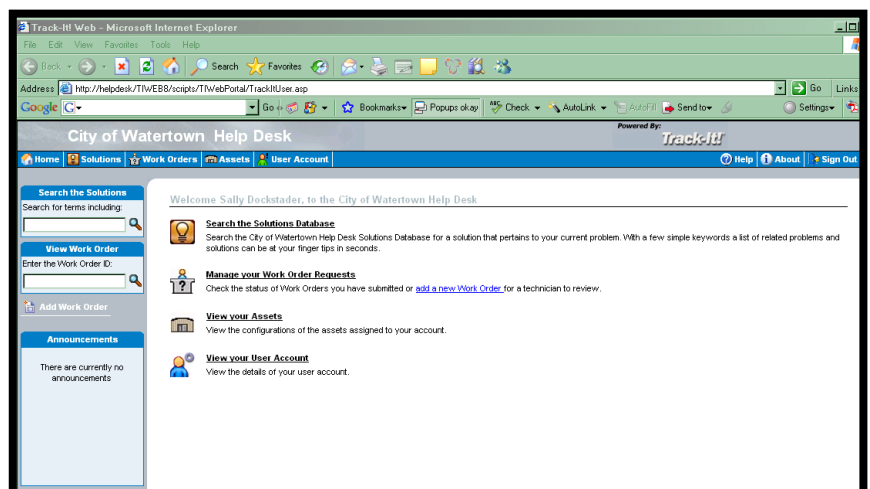 Track-It! Web - Microsoft Internet Explorer
File Edit View Favorites Tools Help
Back Search Favorites
Address http://helpdesk/TIWEB8/scripts/TIWebPortal/TrackItUser.asp Go Links
Google G Go Bookmarks Popups okay Check AutoLink AutoFill Send to Settings
City of Watertown Help Desk Powered By: Track-It!
Home Solutions Work Orders Assets User Account Help About Sign Out
Search the Solutions
Search for terms including:
View Work Order
Enter the Work Order ID:
Add Work Order
Announcements
There are currently no
announcements
Welcome Sally Dockstader, to the City of Watertown Help Desk
Search the Solutions Database
Search the City of Watertown Help Desk Solutions Database for a solution that pertains to your current problem. With a few simple keywords a list of related problems and
solutions can be at your finger tips in seconds.
Manage your Work Order Requests
Check the status of Work Orders you have submitted or add a new Work Order for a technician to review.
View your Assets
View the configurations of the assets assigned to your account.
View your User Account
View the details of your user account.